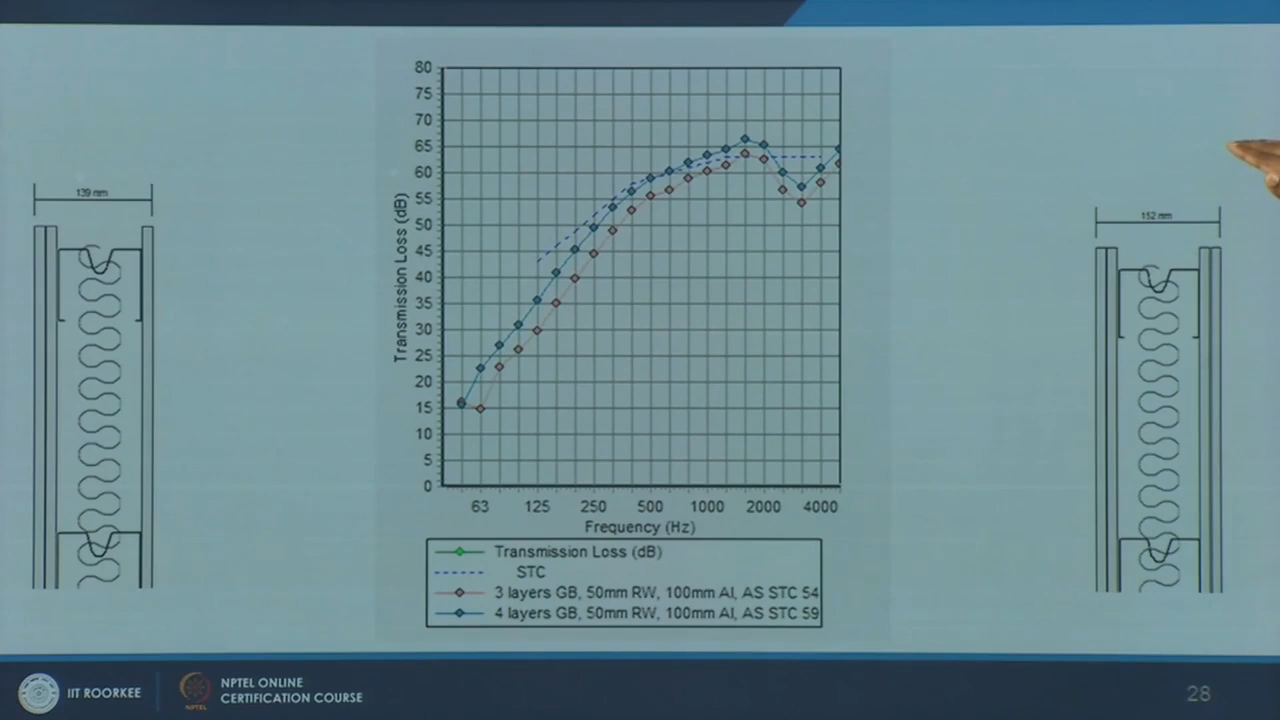 139 mm
152 mm
80
75
70
65
60
55
50
45
40
35
30
25
20
15
10
5
0
Transmission Loss (dB)
63 125 250 500 1000 2000 4000
Frequency (Hz)
Transmission Loss (dB)
STC
3 layers GB, 50mm RW, 100mm AI, AS STC 54
4 layers GB, 50mm RW, 100mm AI, AS STC 59
IIT ROORKEE
NPTEL
NPTEL ONLINE
CERTIFICATION COURSE
28